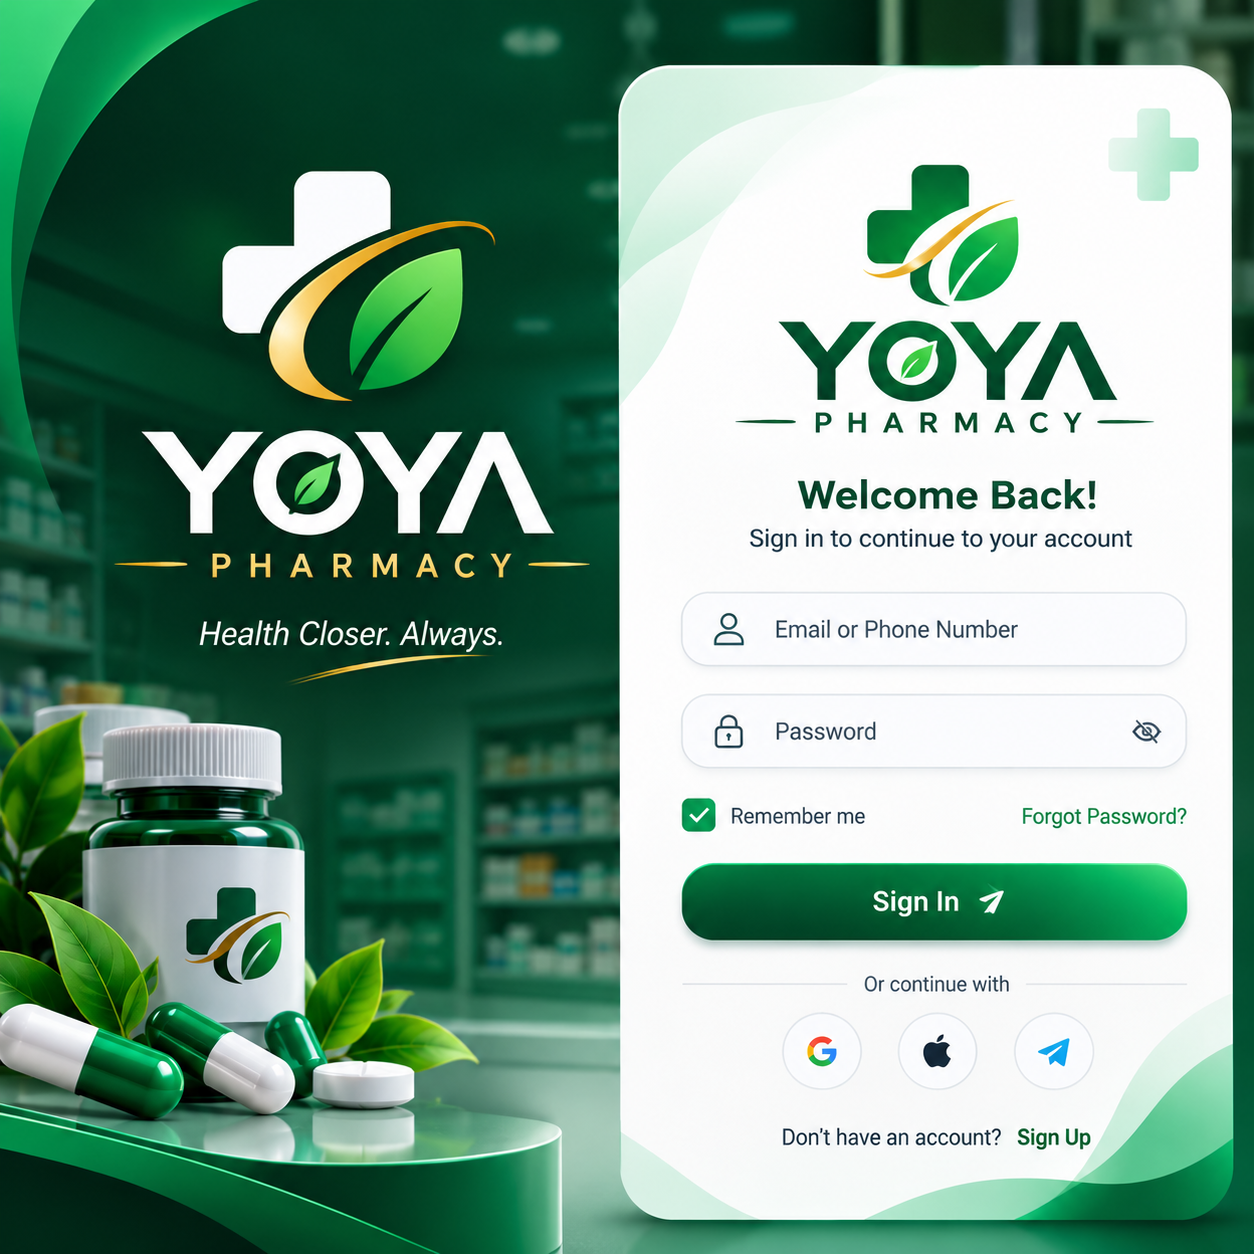 YOYA
PHARMACY
Health Closer. Always.
YOYA
PHARMACY
Welcome Back!
Sign in to continue to your account
Email or Phone Number
Password
Remember me
Forgot Password?
Sign In
Or continue with
Don't have an account? Sign Up